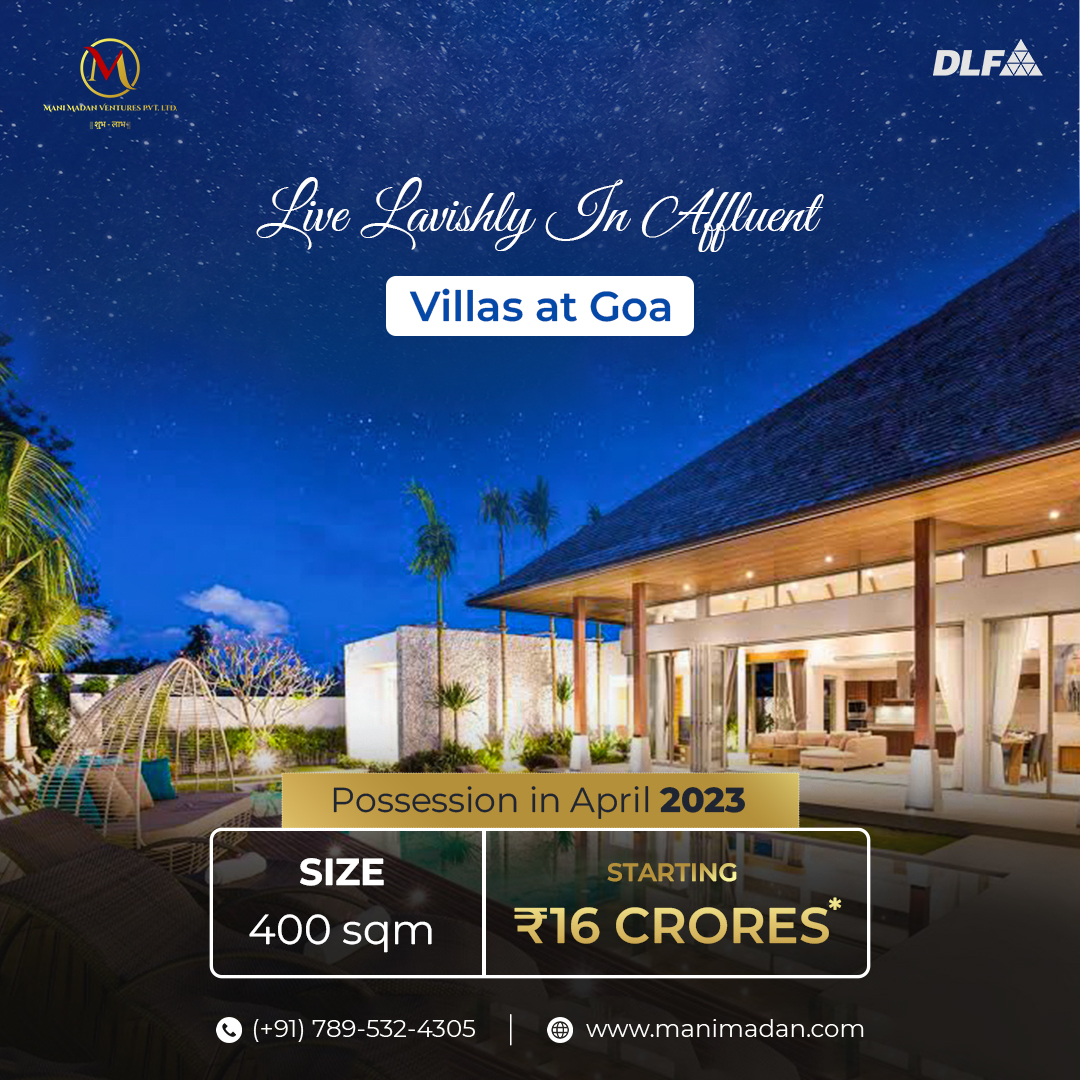 MANI MADAN VENTURES PVT. LTD.
॥शुभ - लाभ॥
DLF
Live Lavishly In Affluent
Villas at Goa
Possession in April 2023
SIZE
400 sqm
STARTING
₹16 CRORES*
(+91) 789-532-4305 | www.manimadan.com